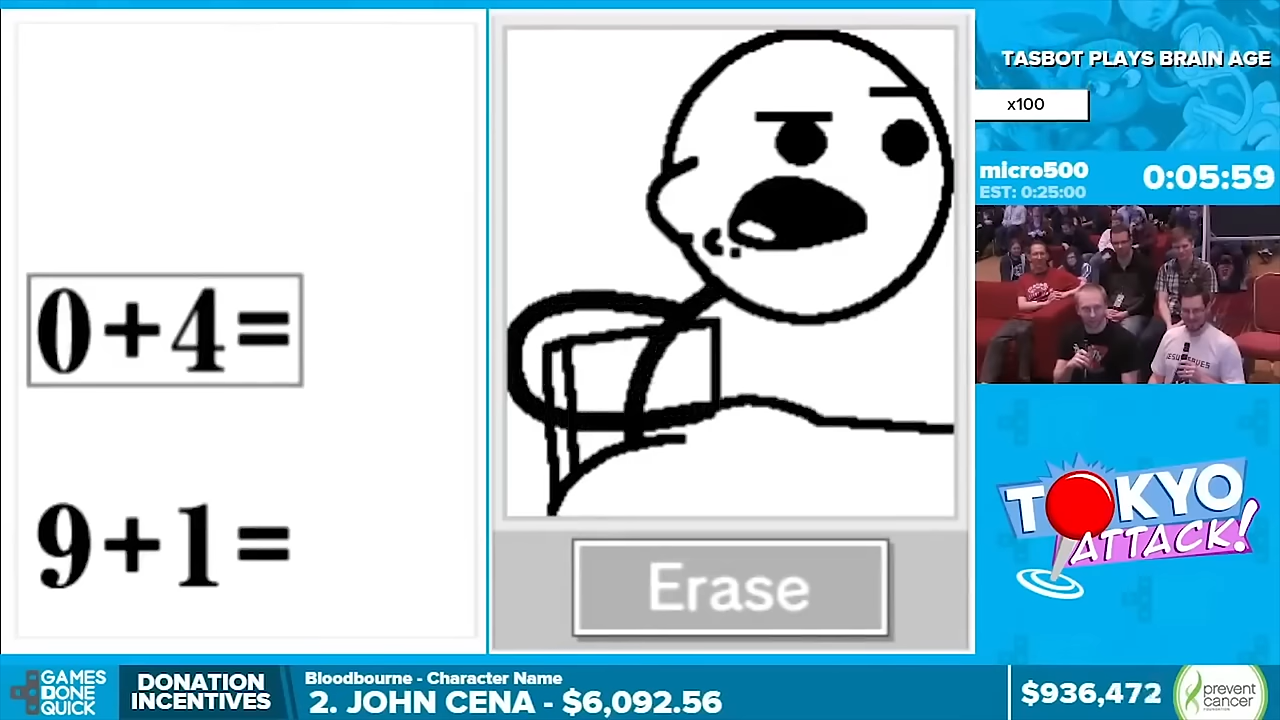 0+4=
9+1=
Erase
TASBOT PLAYS BRAIN AGE
x100
micro500
EST: 0:25:00
0:05:59
TOKYO
ATTACK!
GAMES
DONE
QUICK
DONATION
INCENTIVES
Bloodbourne - Character Name
2. JOHN CENA - $6,092.56
$936,472
prevent
cancer